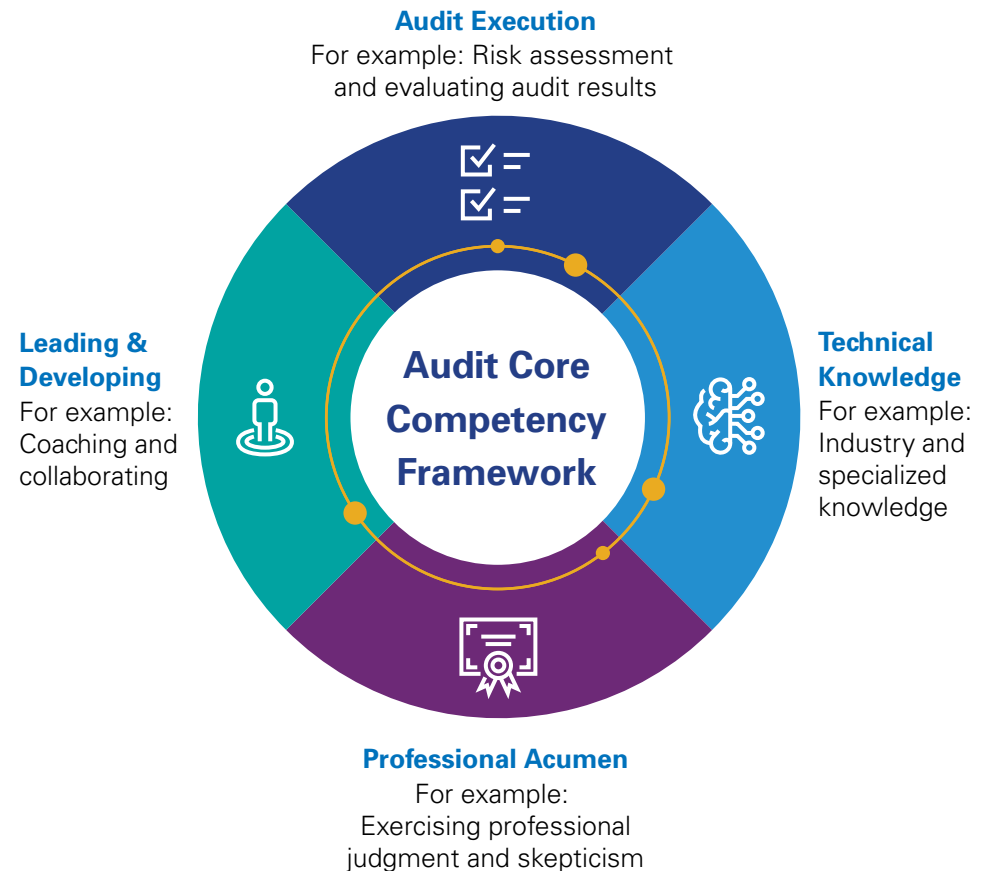 Audit Execution
For example: Risk assessment
and evaluating audit results
Leading &
Developing
For example:
Coaching and
collaborating
Audit Core
Competency
Framework
Technical
Knowledge
For example:
Industry and
specialized
knowledge
Professional Acumen
For example:
Exercising professional
judgment and skepticism